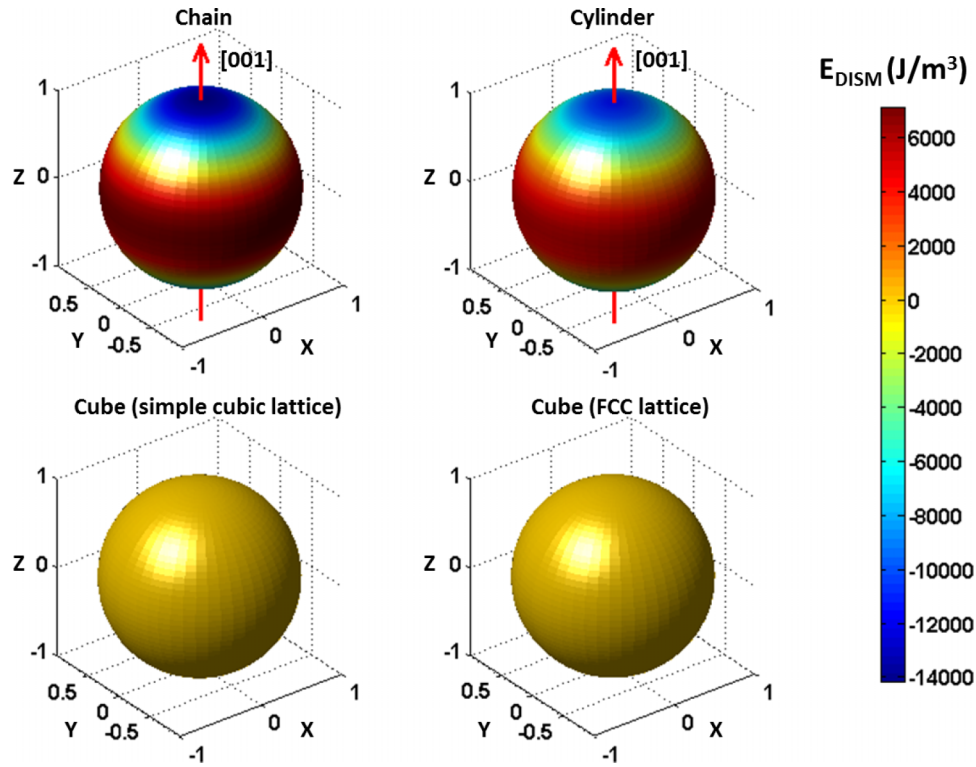 Chain
[001]
1
Z 0
-1
0.5
0
-0.5
Y
-1
0
1
X
Cylinder
[001]
1
Z 0
-1
0.5
0
-0.5
Y
-1
0
1
X
E_DISM (J/m³)
6000
4000
2000
0
-2000
-4000
-6000
-8000
-10000
-12000
-14000
Cube (simple cubic lattice)
1
Z 0
-1
0.5
0
-0.5
Y
-1
0
1
X
Cube (FCC lattice)
1
Z 0
-1
0.5
0
-0.5
Y
-1
0
1
X